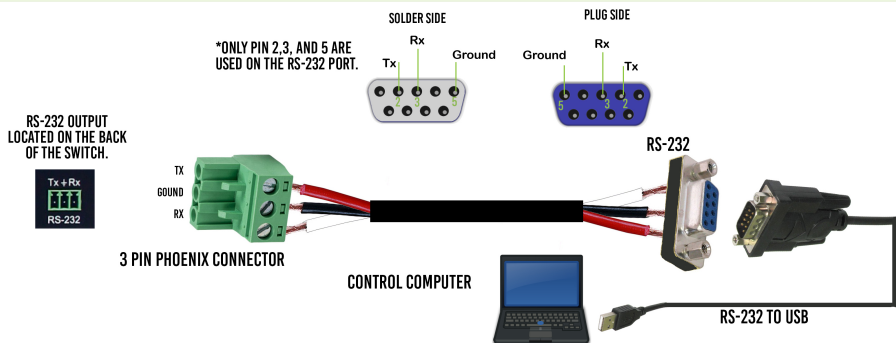 SOLDER SIDE
PLUG SIDE
*ONLY PIN 2,3, AND 5 ARE
USED ON THE RS-232 PORT.
Tx
Rx
Ground
2
3
5
Ground
Rx
Tx
5
3
2
RS-232 OUTPUT
LOCATED ON THE BACK
OF THE SWITCH.
Tx + Rx
RS-232
TX
GOUND
RX
3 PIN PHOENIX CONNECTOR
RS-232
CONTROL COMPUTER
RS-232 TO USB